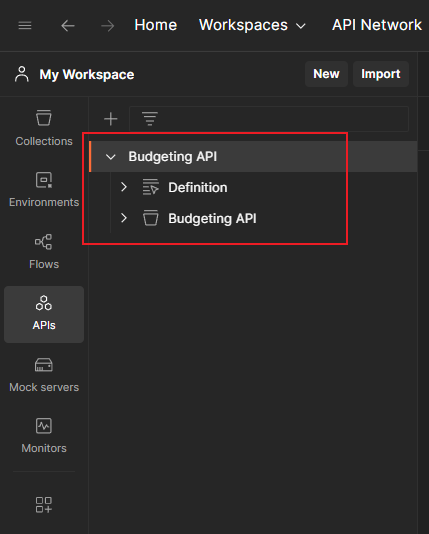 Home Workspaces API Network
My Workspace New Import
Collections
Environments
Flows
APIs
Mock servers
Monitors
Budgeting API
Definition
Budgeting API